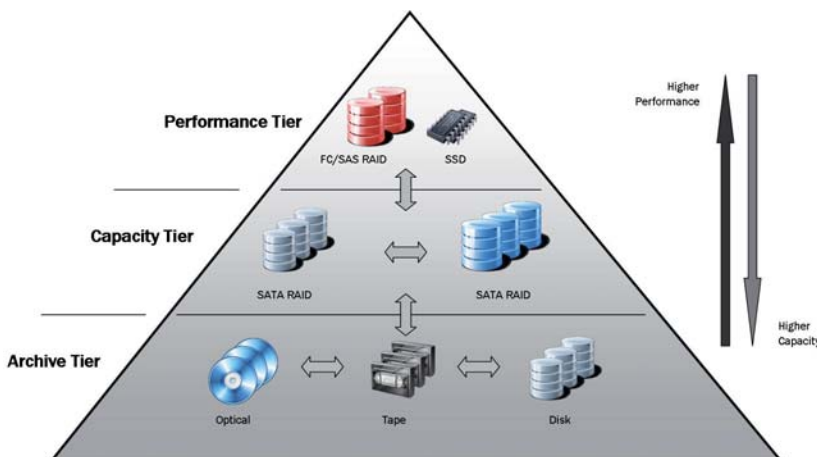 Performance Tier
FC/SAS RAID
SSD
Higher
Performance
Capacity Tier
SATA RAID
SATA RAID
Archive Tier
Optical
Tape
Disk
Higher
Capacity